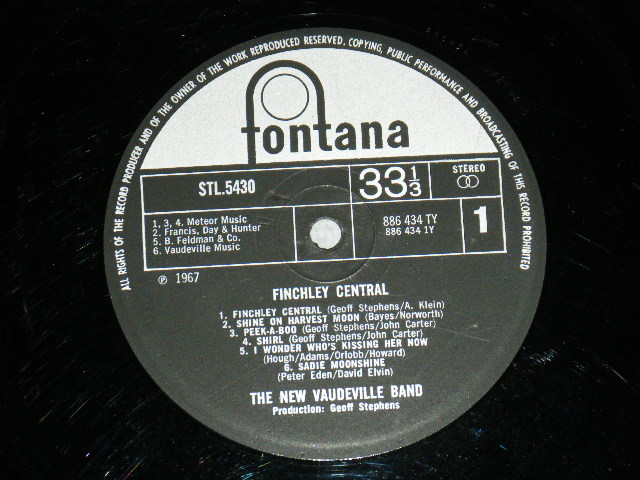 ALL RIGHTS OF THE RECORD PRODUCER AND OF THE OWNER OF THE WORK REPRODUCED RESERVED. COPYING, PUBLIC PERFORMANCE AND BROADCASTING OF THIS RECORD PROHIBITED
fontana
STL.5430
33 1/3
STEREO
1, 3, 4. Meteor Music
2. Francis, Day & Hunter
5. B. Feldman & Co.
6. Vaudeville Music
886 434 TY
886 434 1Y
1
℗ 1967
FINCHLEY CENTRAL
1. FINCHLEY CENTRAL (Geoff Stephens/A. Klein)
2. SHINE ON HARVEST MOON (Bayes/Norworth)
3. PEEK-A-BOO (Geoff Stephens/John Carter)
4. SHIRL (Geoff Stephens/John Carter)
5. I WONDER WHO'S KISSING HER NOW
(Hough/Adams/Orlobb/Howard)
6. SADIE MOONSHINE
(Peter Eden/David Elvin)
THE NEW VAUDEVILLE BAND
Production: Geoff Stephens